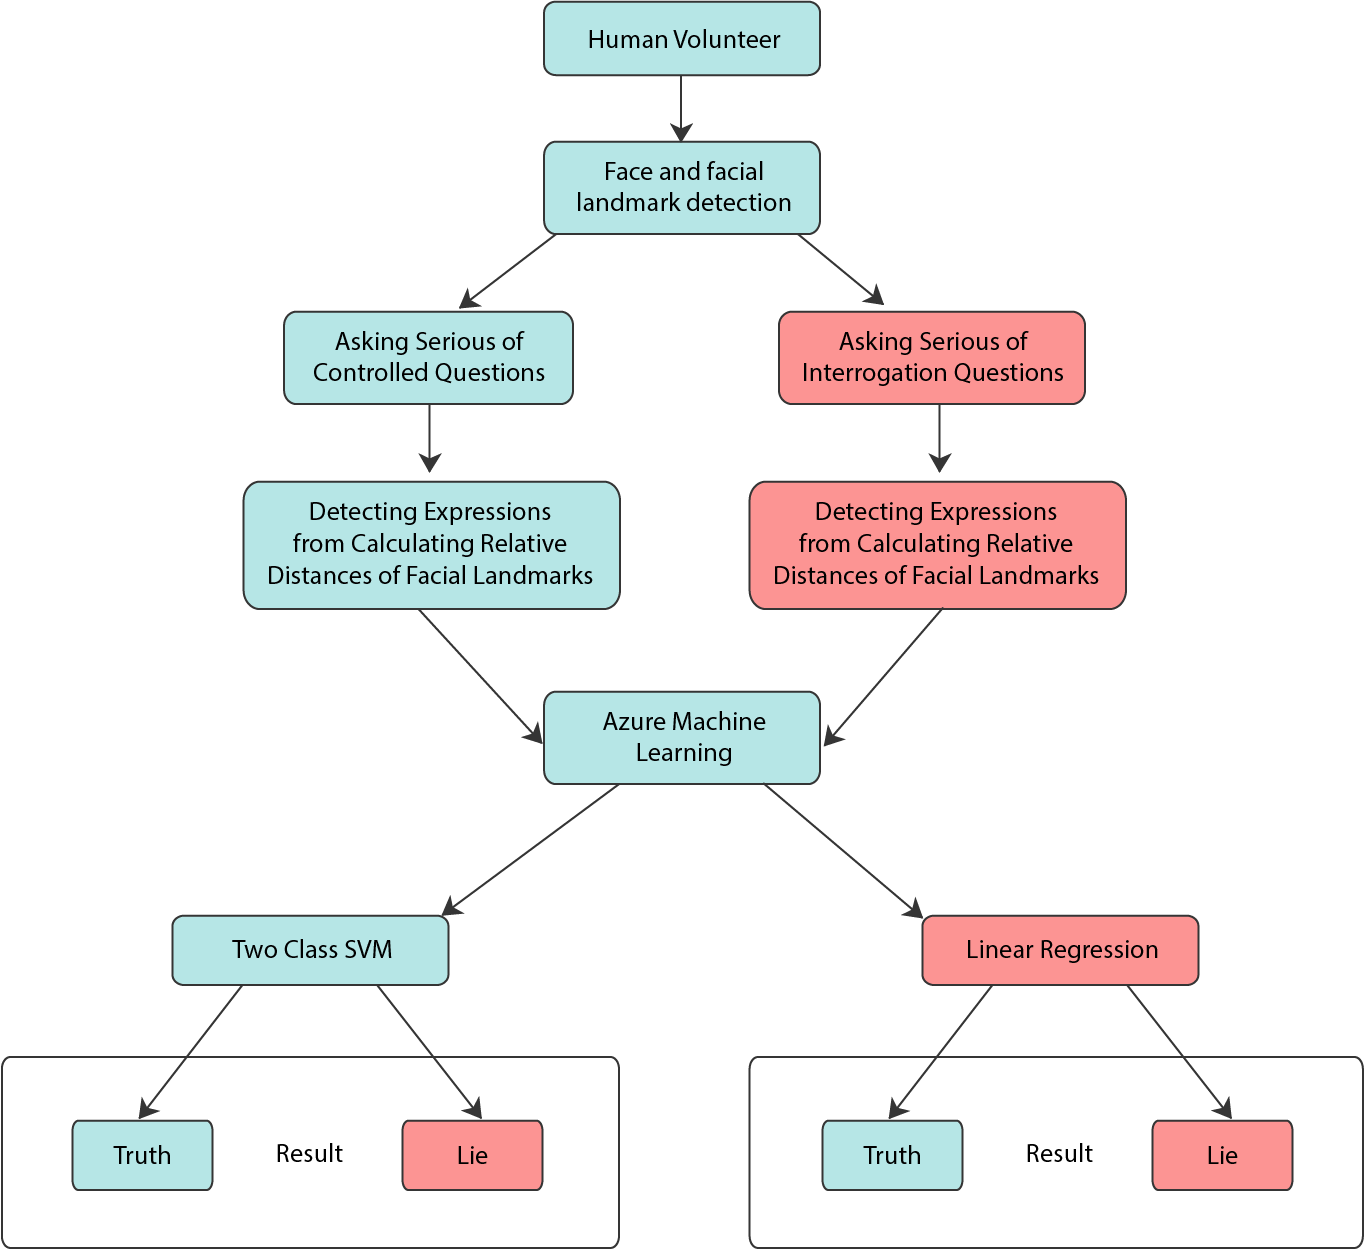 Human Volunteer
Face and facial
landmark detection
Asking Serious of
Controlled Questions
Asking Serious of
Interrogation Questions
Detecting Expressions
from Calculating Relative
Distances of Facial Landmarks
Detecting Expressions
from Calculating Relative
Distances of Facial Landmarks
Azure Machine
Learning
Two Class SVM
Linear Regression
Truth
Result
Lie
Truth
Result
Lie